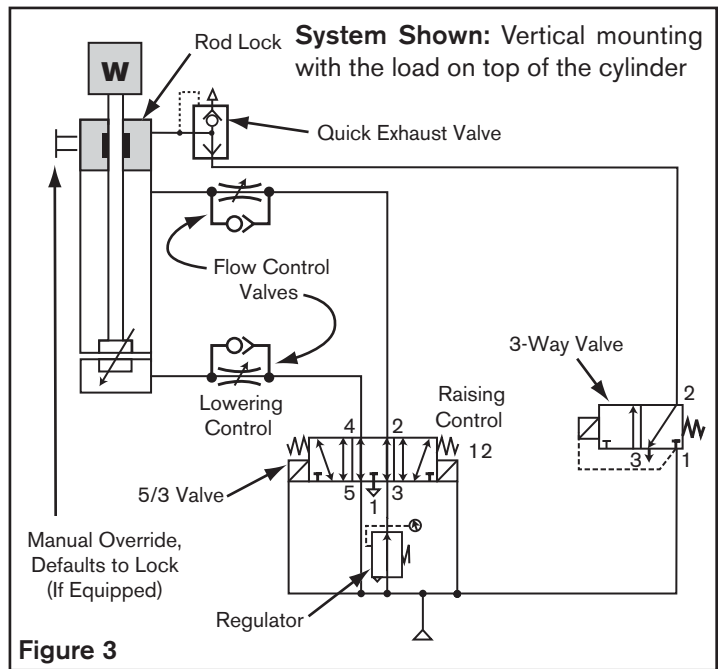 System Shown: Vertical mounting
with the load on top of the cylinder
Rod Lock
W
Quick Exhaust Valve
Flow Control
Valves
3-Way Valve
2
3
1
Lowering
Control
Raising
Control
4
2
12
5
1
3
5/3 Valve
Manual Override,
Defaults to Lock
(If Equipped)
Regulator
Figure 3